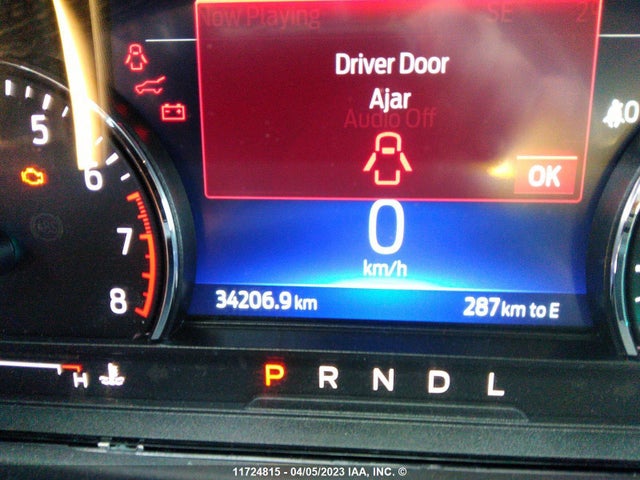 Now Playing
SE
Driver Door
Ajar
Audio Off
OK
5
6
7
8
0
km/h
34206.9 km
287 km to E
H
P R N D L
11724815 - 04/05/2023 IAA, INC. ©